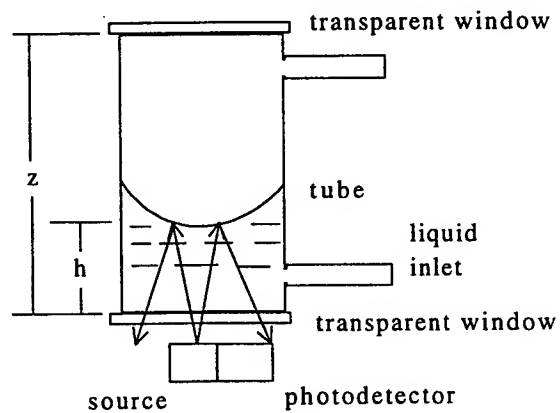 transparent window
z
tube
h
liquid
inlet
transparent window
source photodetector